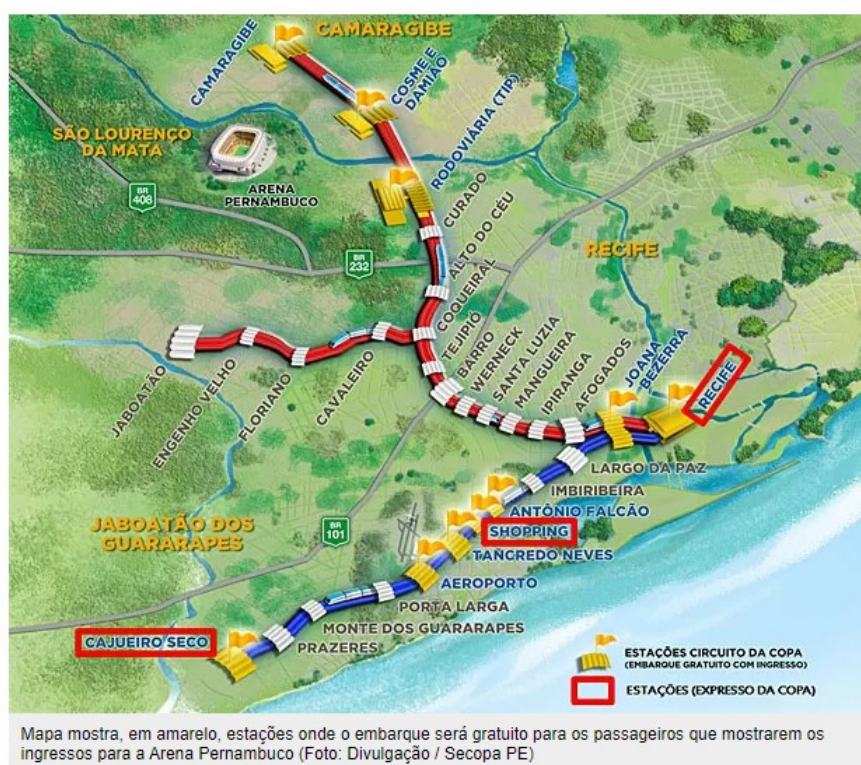 CAMARAGIBE
CAMARAGIBE
COSME E
DAMIÃO
RODOVIÁRIA (TIP)
SÃO LOURENÇO
DA MATA
ARENA
PERNAMBUCO
BR
408
CURADO
ALTO DO CÉU
BR
232
RECIFE
COQUEIRAL
TEJIPIÓ
BARRO
WERNECK
SANTA LUZIA
MANGUEIRA
IPIRANGA
AFOGADOS
JOANA
BEZERRA
RECIFE
JABOATÃO
ENGENHO VELHO
FLORIANO
CAVALEIRO
LARGO DA PAZ
IMBIRIBEIRA
ANTÔNIO FALCÃO
SHOPPING
TANCREDO NEVES
AEROPORTO
JABOATÃO DOS
GUARARAPES
BR
101
PORTA LARGA
MONTE DOS GUARARAPES
PRAZERES
CAJUEIRO SECO
ESTAÇÕES CIRCUITO DA COPA
(EMBARQUE GRATUITO COM INGRESSO)
ESTAÇÕES (EXPRESSO DA COPA)
Mapa mostra, em amarelo, estações onde o embarque será gratuito para os passageiros que mostrarem os
ingressos para a Arena Pernambuco (Foto: Divulgação / Secopa PE)